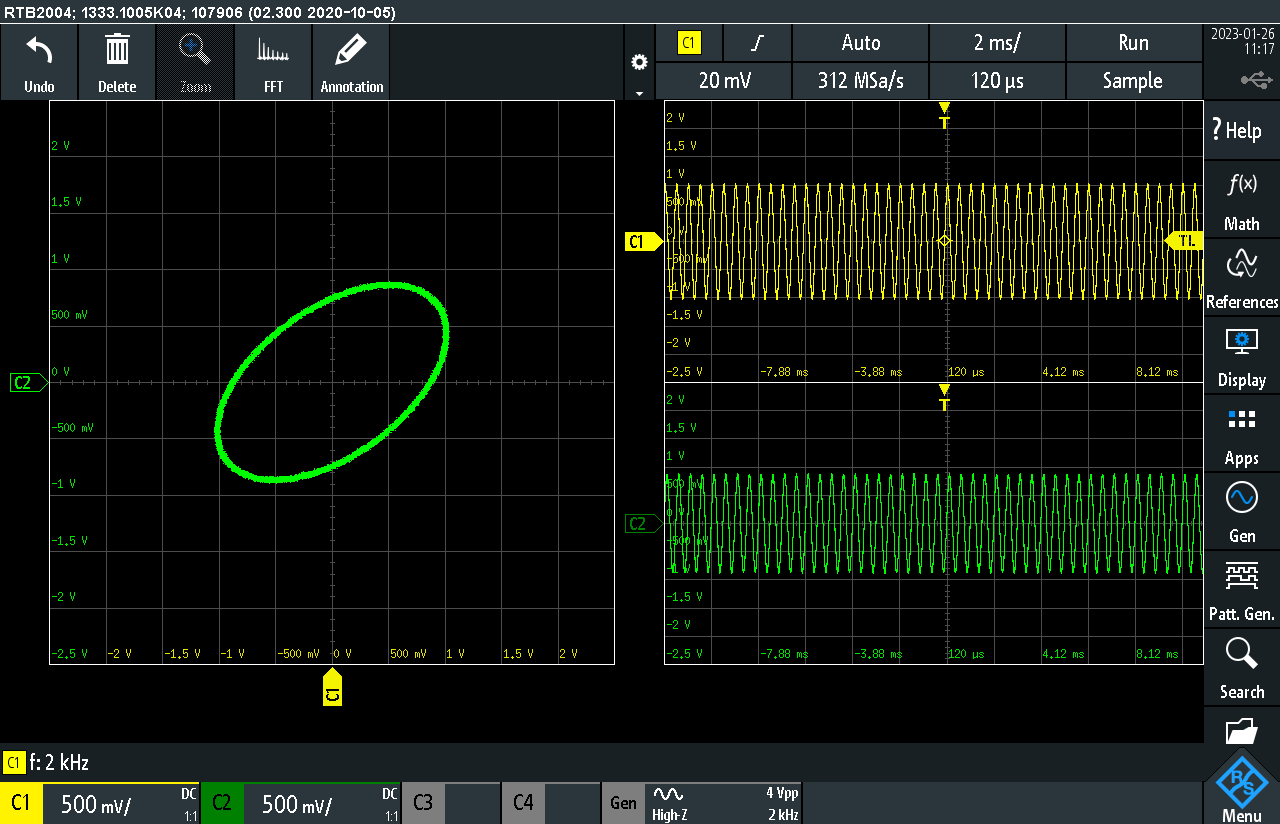 RTB2004; 1333.1005K04; 107906 (02.300 2020-10-05)
Undo
Delete
Zoom
FFT
Annotation
C1
Auto
2 ms/
Run
20 mV
312 MSa/s
120 µs
Sample
2023-01-26
11:17
? Help
f(x)
Math
References
Display
Apps
Gen
Patt. Gen.
Search
R&S
Menu
2 V
1.5 V
1 V
500 mV
0 V
-500 mV
-1 V
-1.5 V
-2 V
-2.5 V
-2 V
-1.5 V
-1 V
-500 mV
0 V
500 mV
1 V
1.5 V
2 V
C2
C1
T
2 V
1.5 V
1 V
500 mV
0 V
-500 mV
-1 V
-1.5 V
-2 V
-2.5 V
-7.88 ms
-3.88 ms
120 µs
4.12 ms
8.12 ms
C1
TL
T
2 V
1.5 V
1 V
500 mV
0 V
-500 mV
-1 V
-1.5 V
-2 V
-2.5 V
-7.88 ms
-3.88 ms
120 µs
4.12 ms
8.12 ms
C2
C1 f: 2 kHz
C1
500 mV/
DC
1:1
C2
500 mV/
DC
1:1
C3
C4
Gen
High-Z
4 Vpp
2 kHz